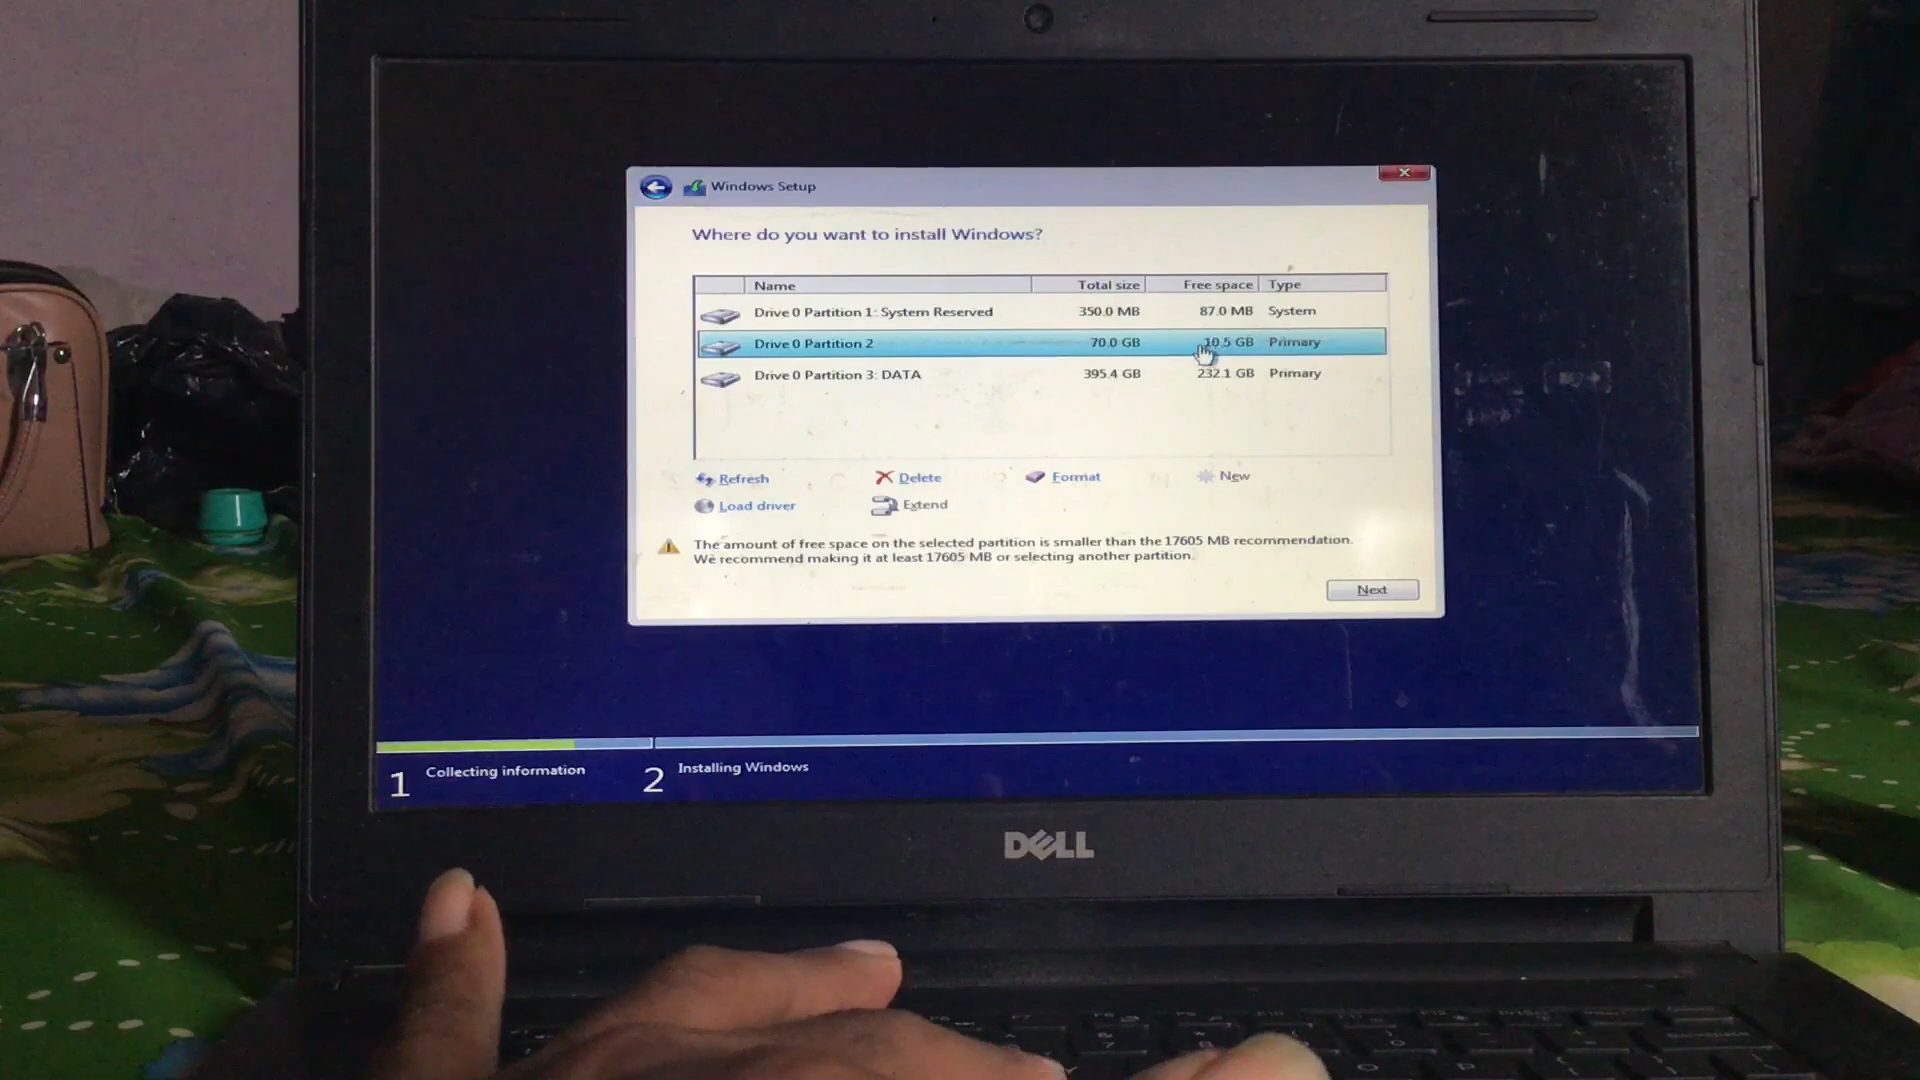 Windows Setup
Where do you want to install Windows?
Name Total size Free space Type
Drive 0 Partition 1: System Reserved 350.0 MB 87.0 MB System
Drive 0 Partition 2 70.0 GB 10.5 GB Primary
Drive 0 Partition 3: DATA 395.4 GB 232.1 GB Primary
Refresh Delete Format New
Load driver Extend
The amount of free space on the selected partition is smaller than the 17605 MB recommendation.
We recommend making it at least 17605 MB or selecting another partition.
Next
1 Collecting information 2 Installing Windows
DELL